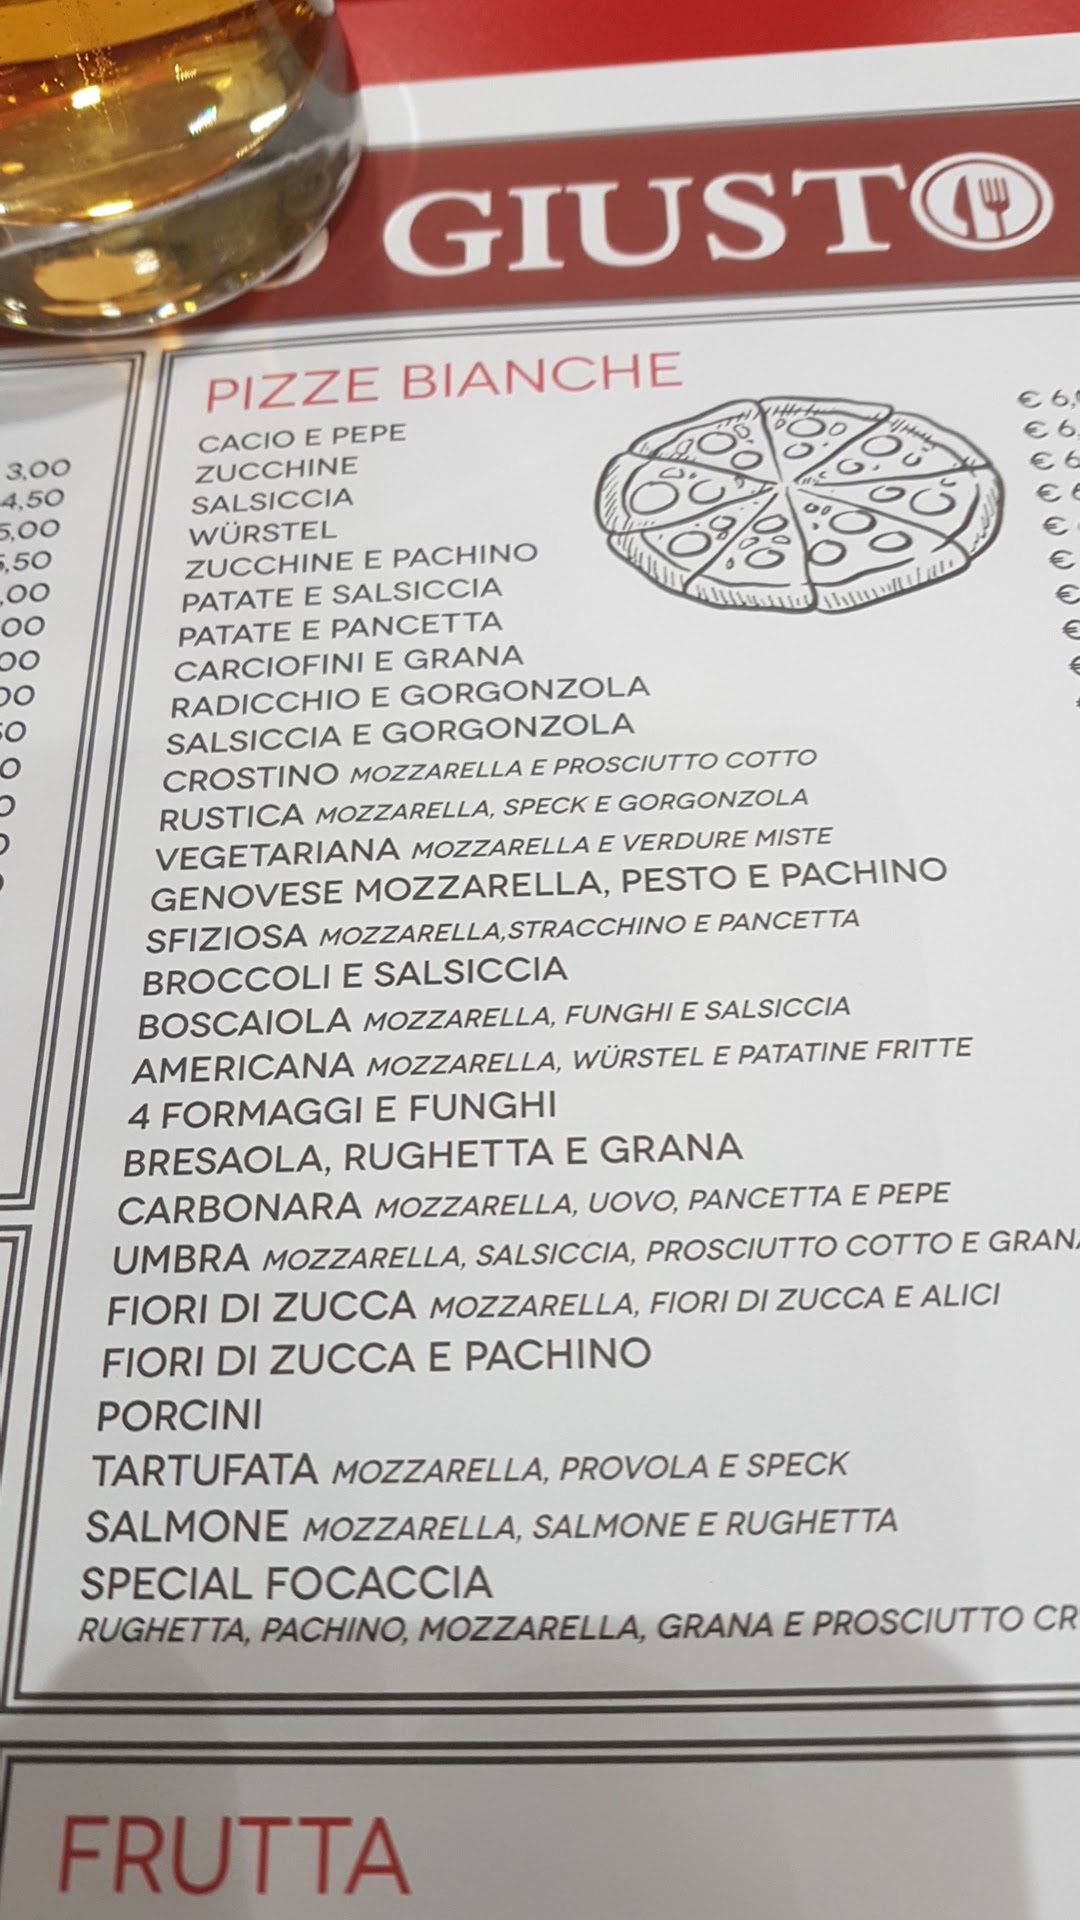 GIUSTO
PIZZE BIANCHE
CACIO E PEPE
ZUCCHINE
SALSICCIA
WÜRSTEL
ZUCCHINE E PACHINO
PATATE E SALSICCIA
PATATE E PANCETTA
CARCIOFINI E GRANA
RADICCHIO E GORGONZOLA
SALSICCIA E GORGONZOLA
CROSTINO MOZZARELLA E PROSCIUTTO COTTO
RUSTICA MOZZARELLA, SPECK E GORGONZOLA
VEGETARIANA MOZZARELLA E VERDURE MISTE
GENOVESE MOZZARELLA, PESTO E PACHINO
SFIZIOSA MOZZARELLA,STRACCHINO E PANCETTA
BROCCOLI E SALSICCIA
BOSCAIOLA MOZZARELLA, FUNGHI E SALSICCIA
AMERICANA MOZZARELLA, WÜRSTEL E PATATINE FRITTE
4 FORMAGGI E FUNGHI
BRESAOLA, RUGHETTA E GRANA
CARBONARA MOZZARELLA, UOVO, PANCETTA E PEPE
UMBRA MOZZARELLA, SALSICCIA, PROSCIUTTO COTTO E GRANA
FIORI DI ZUCCA MOZZARELLA, FIORI DI ZUCCA E ALICI
FIORI DI ZUCCA E PACHINO
PORCINI
TARTUFATA MOZZARELLA, PROVOLA E SPECK
SALMONE MOZZARELLA, SALMONE E RUGHETTA
SPECIAL FOCACCIA
RUGHETTA, PACHINO, MOZZARELLA, GRANA E PROSCIUTTO CR
FRUTTA
3,00
4,50
5,00